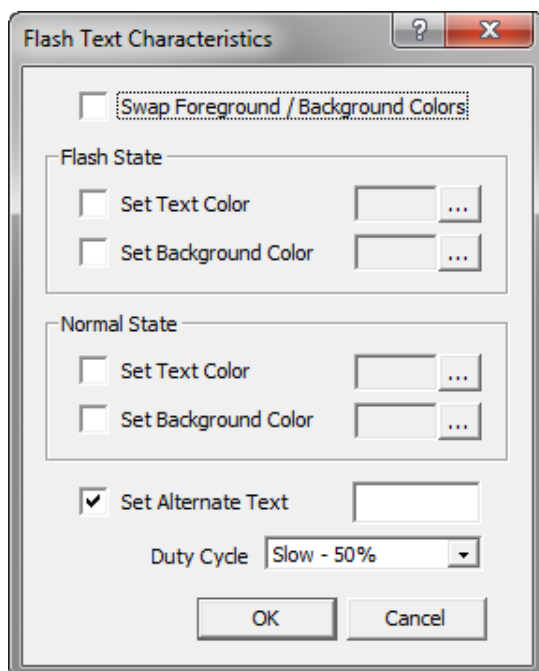 Flash Text Characteristics ? X
Swap Foreground / Background Colors
Flash State
Set Text Color ...
Set Background Color ...
Normal State
Set Text Color ...
Set Background Color ...
Set Alternate Text
Duty Cycle Slow - 50%
OK Cancel